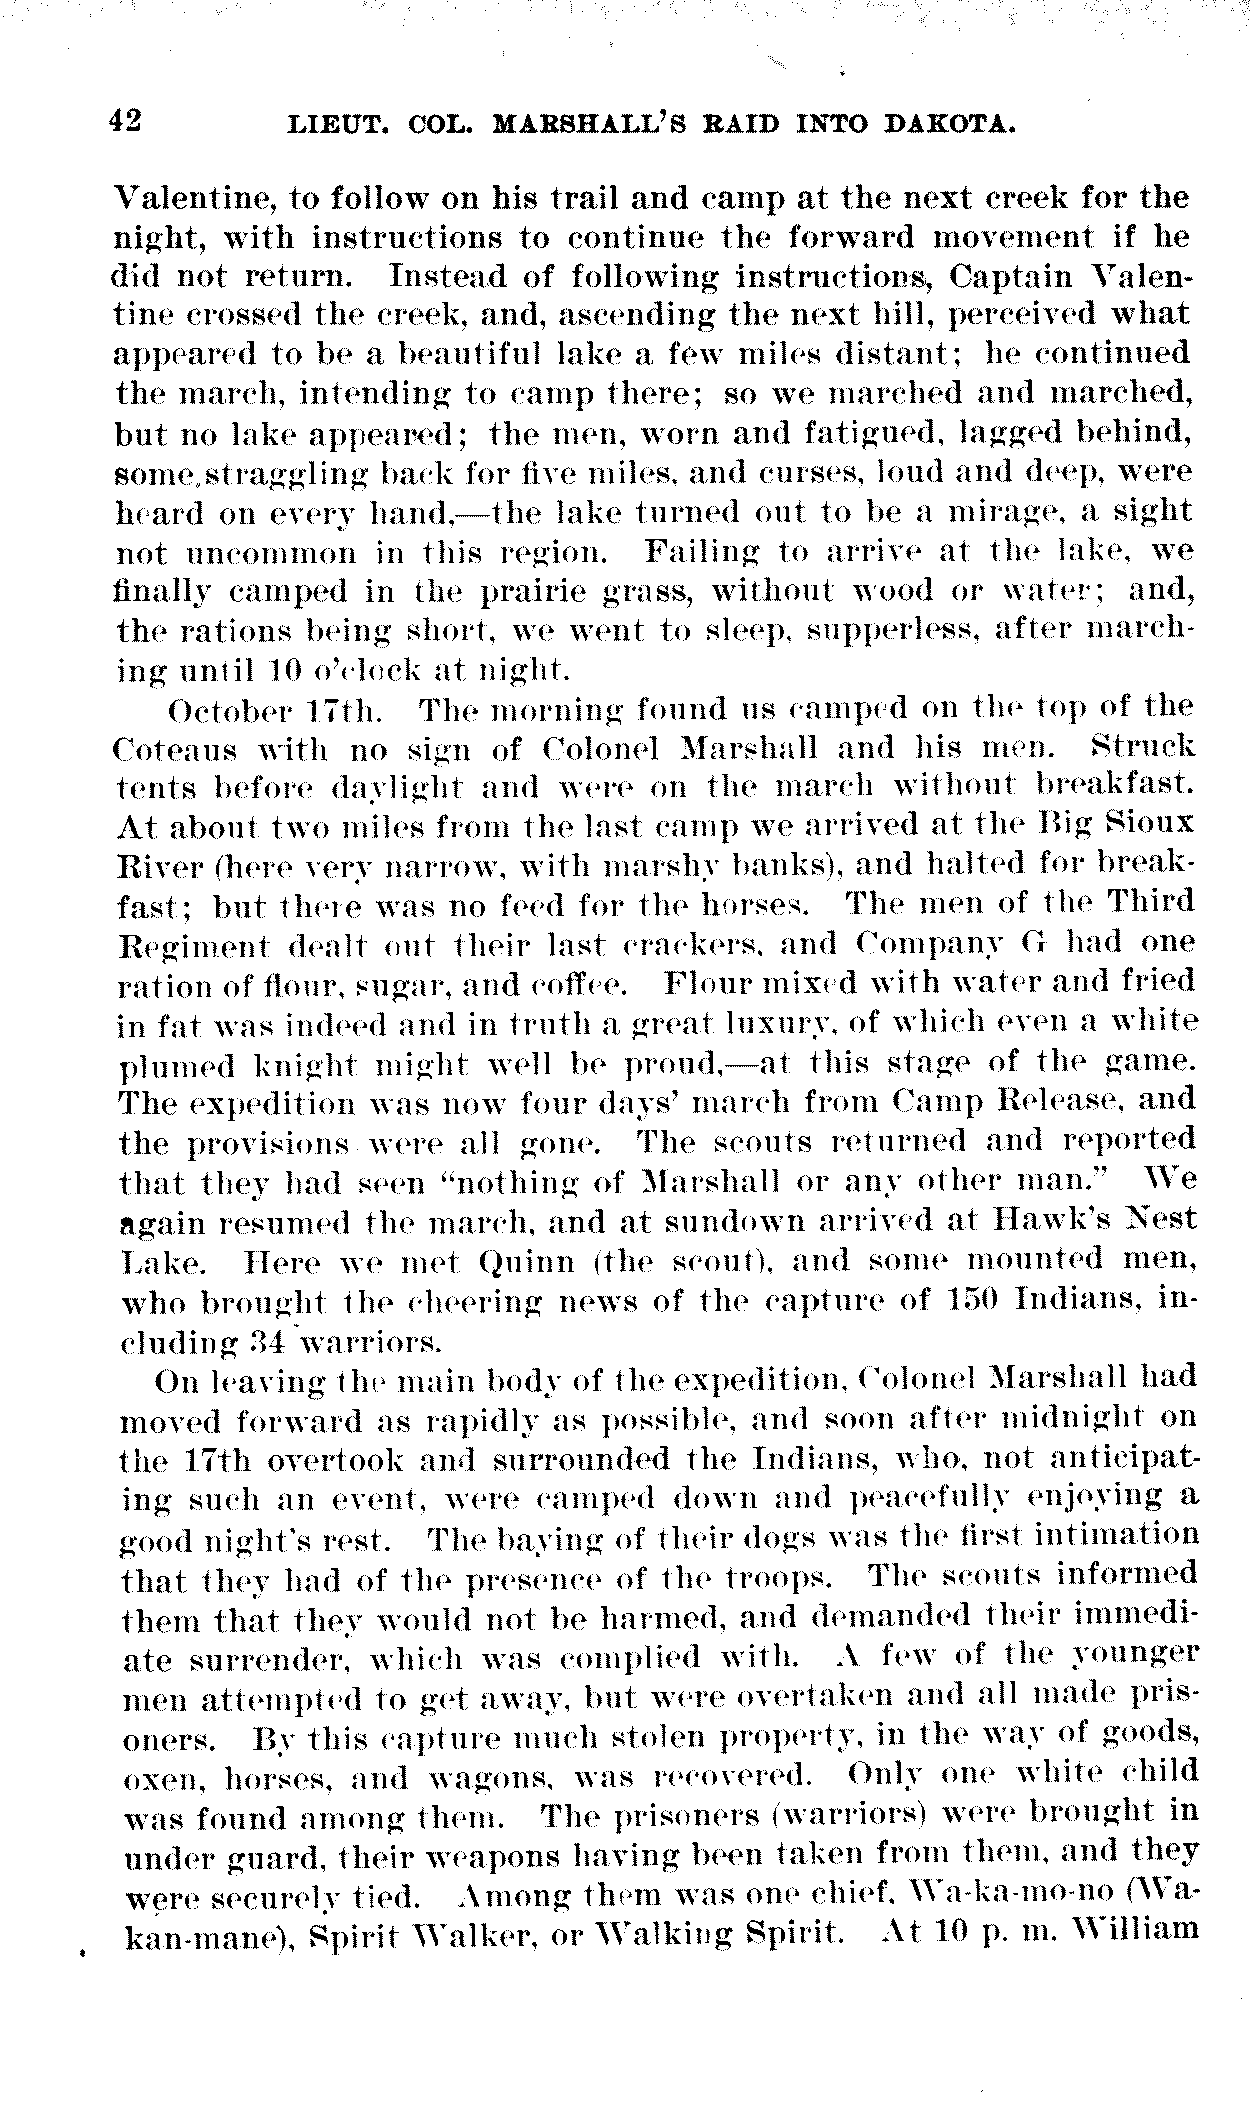 42 LIEUT. COL. MARSHALL'S RAID INTO DAKOTA.
Valentine, to follow on his trail and camp at the next creek for the
night, with instructions to continue the forward movement if he
did not return. Instead of following instructions, Captain Valen-
tine crossed the creek, and, ascending the next hill, perceived what
appeared to be a beautiful lake a few miles distant; he continued
the march, intending to camp there; so we marched and marched,
but no lake appeared; the men, worn and fatigued, lagged behind,
some, straggling back for five miles, and curses, loud and deep, were
heard on every hand,—the lake turned out to be a mirage, a sight
not uncommon in this region. Failing to arrive at the lake, we
finally camped in the prairie grass, without wood or water; and,
the rations being short, we went to sleep, supperless, after march-
ing until 10 o'clock at night.
October 17th. The morning found us camped on the top of the
Coteaus with no sign of Colonel Marshall and his men. Struck
tents before daylight and were on the march without breakfast.
At about two miles from the last camp we arrived at the Big Sioux
River (here very narrow, with marshy banks), and halted for break-
fast; but there was no feed for the horses. The men of the Third
Regiment dealt out their last crackers, and Company G had one
ration of flour, sugar, and coffee. Flour mixed with water and fried
in fat was indeed and in truth a great luxury, of which even a white
plumed knight might well be proud,—at this stage of the game.
The expedition was now four days' march from Camp Release, and
the provisions were all gone. The scouts returned and reported
that they had seen "nothing of Marshall or any other man." We
again resumed the march, and at sundown arrived at Hawk's Nest
Lake. Here we met Quinn (the scout), and some mounted men,
who brought the cheering news of the capture of 150 Indians, in-
cluding 34 warriors.
On leaving the main body of the expedition, Colonel Marshall had
moved forward as rapidly as possible, and soon after midnight on
the 17th overtook and surrounded the Indians, who, not anticipat-
ing such an event, were camped down and peacefully enjoying a
good night's rest. The baying of their dogs was the first intimation
that they had of the presence of the troops. The scouts informed
them that they would not be harmed, and demanded their immedi-
ate surrender, which was complied with. A few of the younger
men attempted to get away, but were overtaken and all made pris-
oners. By this capture much stolen property, in the way of goods,
oxen, horses, and wagons, was recovered. Only one white child
was found among them. The prisoners (warriors) were brought in
under guard, their weapons having been taken from them, and they
were securely tied. Among them was one chief, Wa-ka-mo-no (Wa-
kan-mane), Spirit Walker, or Walking Spirit. At 10 p. m. William